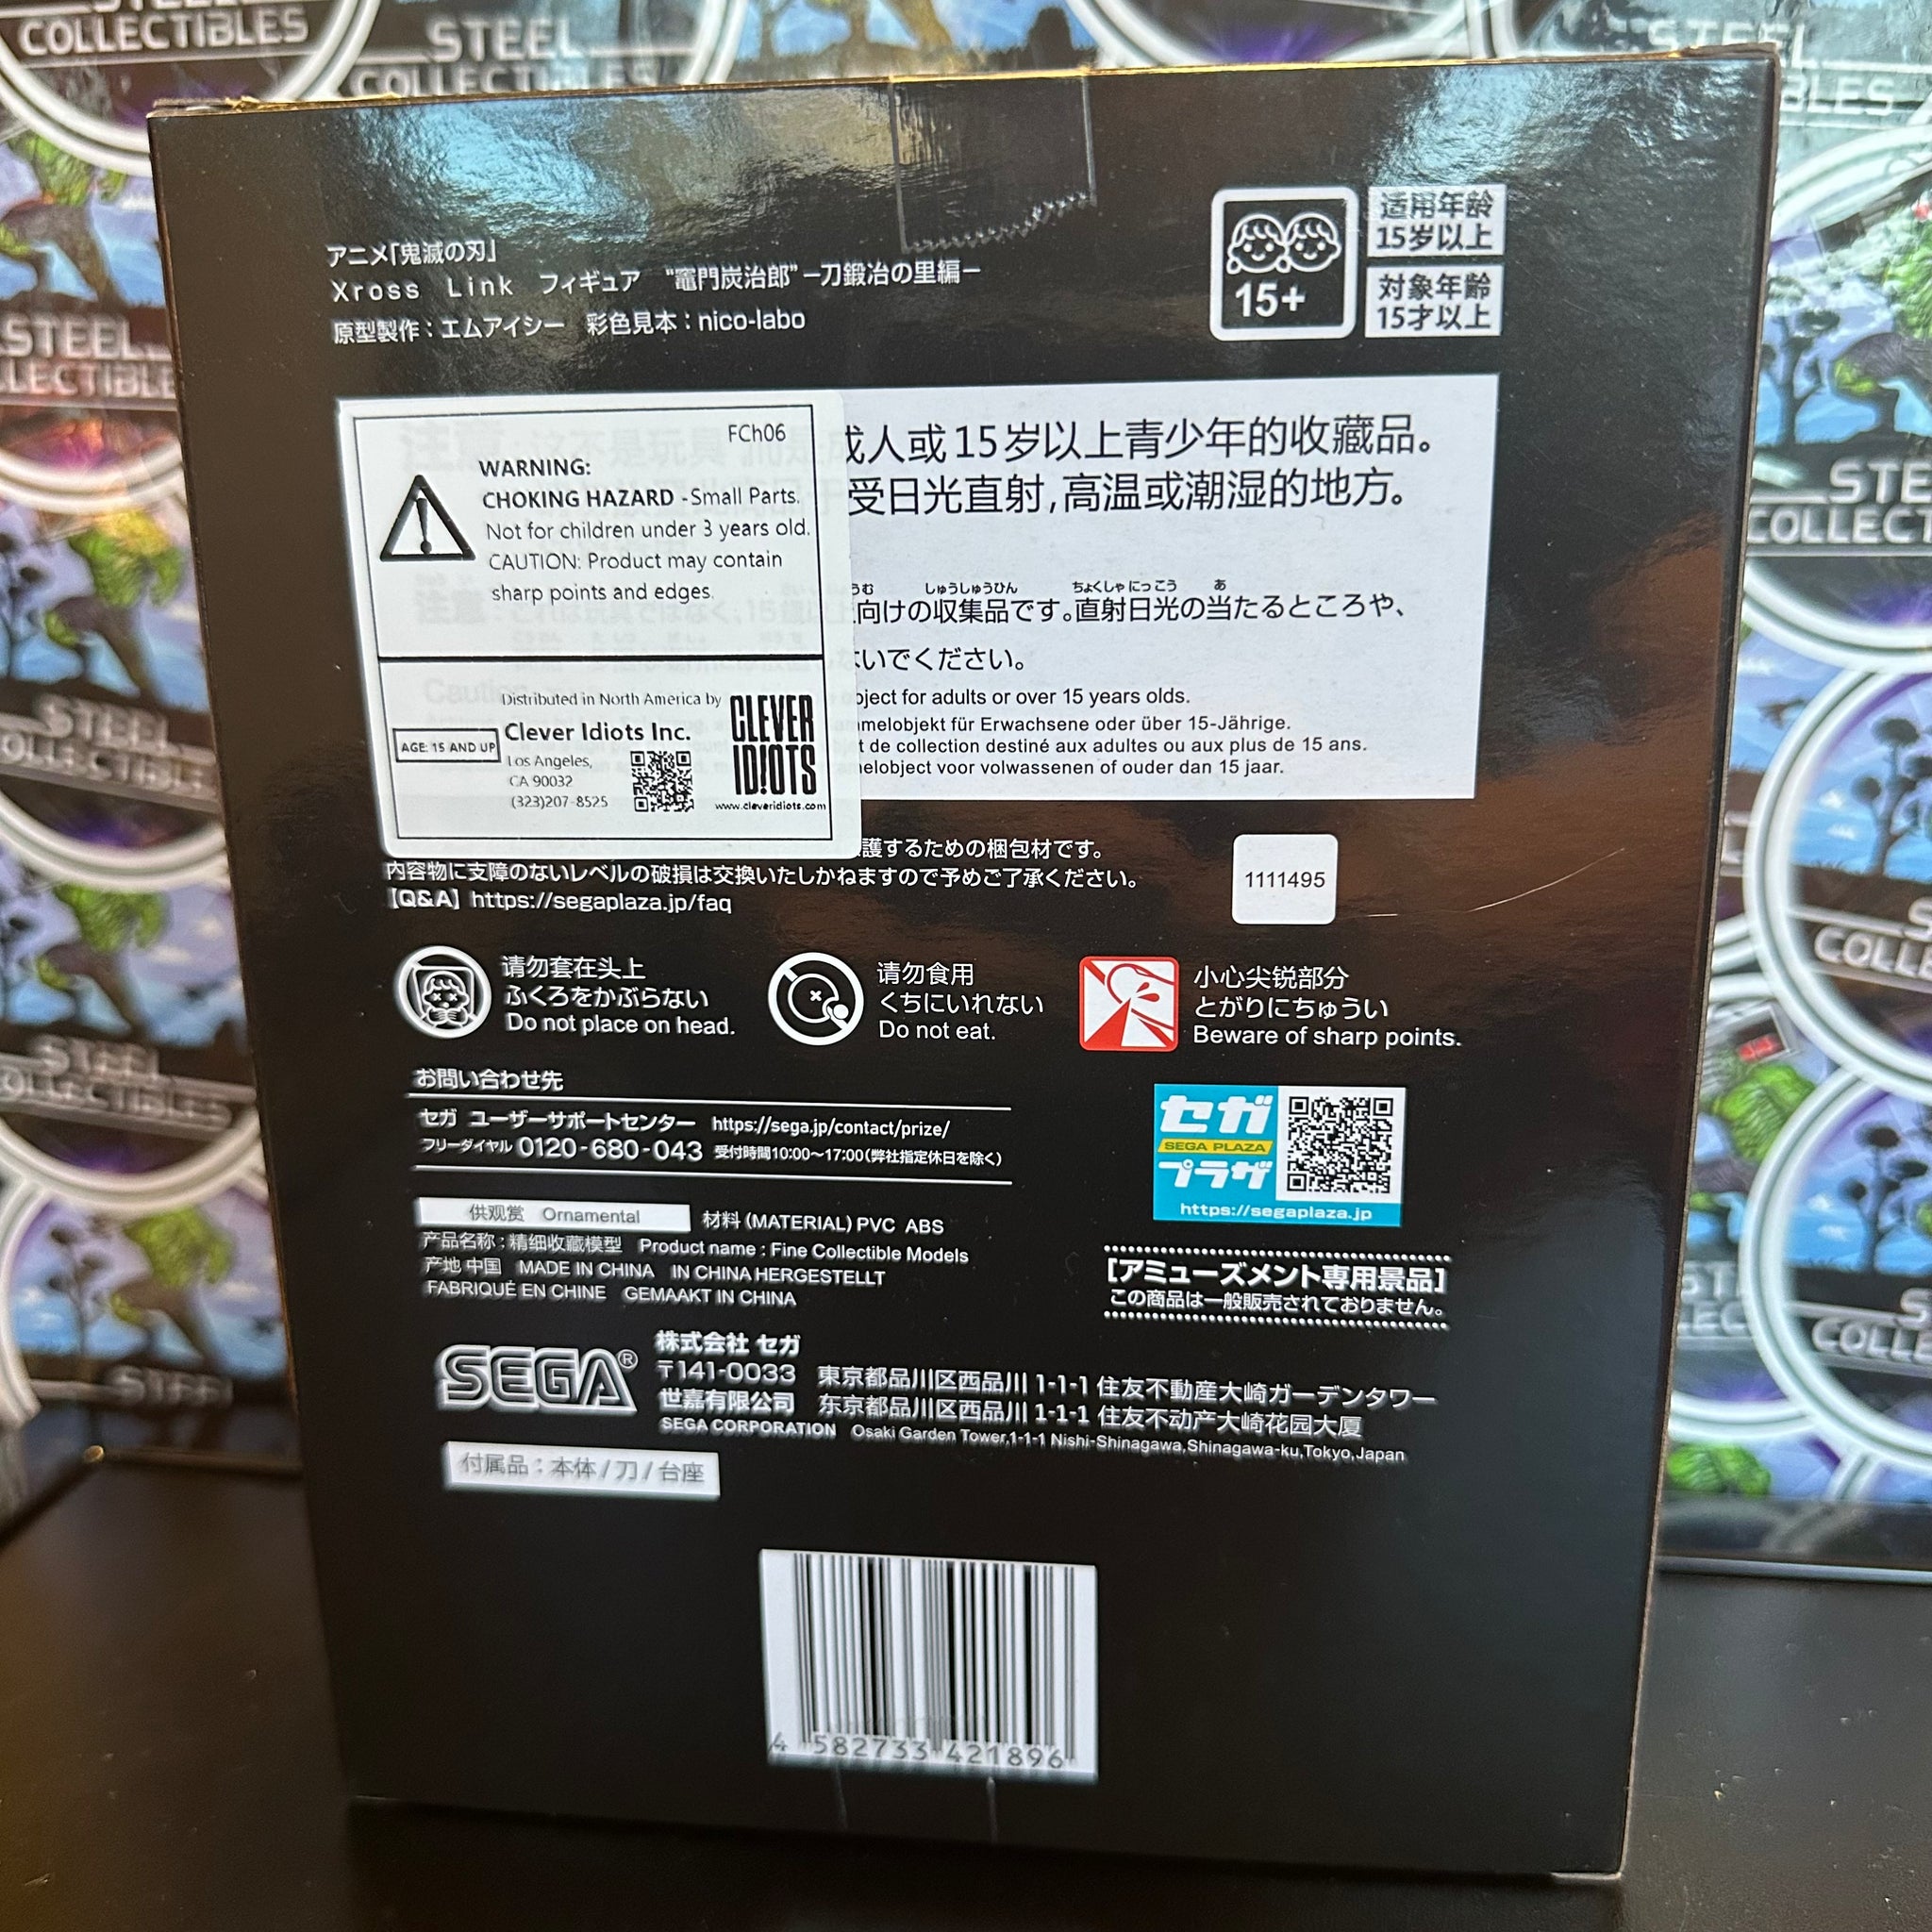 COLLECTIBLES
STEEL
COLLECTIBLES
アニメ「鬼滅の刃」
Xross Link フィギュア "竈門炭治郎" ー刀鍛冶の里編ー
原型製作：エムアイシー 彩色見本：nico-labo
15+
适用年龄
15岁以上
対象年齢
15才以上
FCh06
WARNING:
CHOKING HAZARD - Small Parts.
Not for children under 3 years old.
CAUTION: Product may contain
sharp points and edges.
Distributed in North America by
Clever Idiots Inc.
AGE: 15 AND UP
Los Angeles,
CA 90032
(323)207-8525
CLEVER
IDIOTS
www.cleveridiots.com
成人或15岁以上青少年的收藏品。
受日光直射,高温或潮湿的地方。
しゅうしゅうひん ちょくしゃにっこう あ
向けの収集品です。直射日光の当たるところや、
ないでください。
bject for adults or over 15 years olds.
melobjekt für Erwachsene oder über 15-Jährige.
t de collection destiné aux adultes ou aux plus de 15 ans.
elobject voor volwassenen of ouder dan 15 jaar.
護するための梱包材です。
内容物に支障のないレベルの破損は交換いたしかねますので予めご了承ください。
【Q&A】https://segaplaza.jp/faq
1111495
请勿套在头上
ふくろをかぶらない
Do not place on head.
请勿食用
くちにいれない
Do not eat.
小心尖锐部分
とがりにちゅうい
Beware of sharp points.
お問い合わせ先
セガ ユーザーサポートセンター https://sega.jp/contact/prize/
フリーダイヤル 0120-680-043 受付時間10:00〜17:00(弊社指定休日を除く)
セガ
SEGA PLAZA
プラザ
https://segaplaza.jp
供观赏 Ornamental 材料(MATERIAL) PVC ABS
产品名称：精细收藏模型 Product name : Fine Collectible Models
产地 中国 MADE IN CHINA IN CHINA HERGESTELLT
FABRIQUÉ EN CHINE GEMAAKT IN CHINA
[アミューズメント専用景品]
この商品は一般販売されておりません。
SEGA®
株式会社 セガ
〒141-0033 東京都品川区西品川 1-1-1 住友不動産大崎ガーデンタワー
世嘉有限公司 东京都品川区西品川 1-1-1 住友不动产大崎花园大厦
SEGA CORPORATION Osaki Garden Tower,1-1-1 Nishi-Shinagawa,Shinagawa-ku,Tokyo,Japan
付属品：本体/刀/台座
4 582733 421896